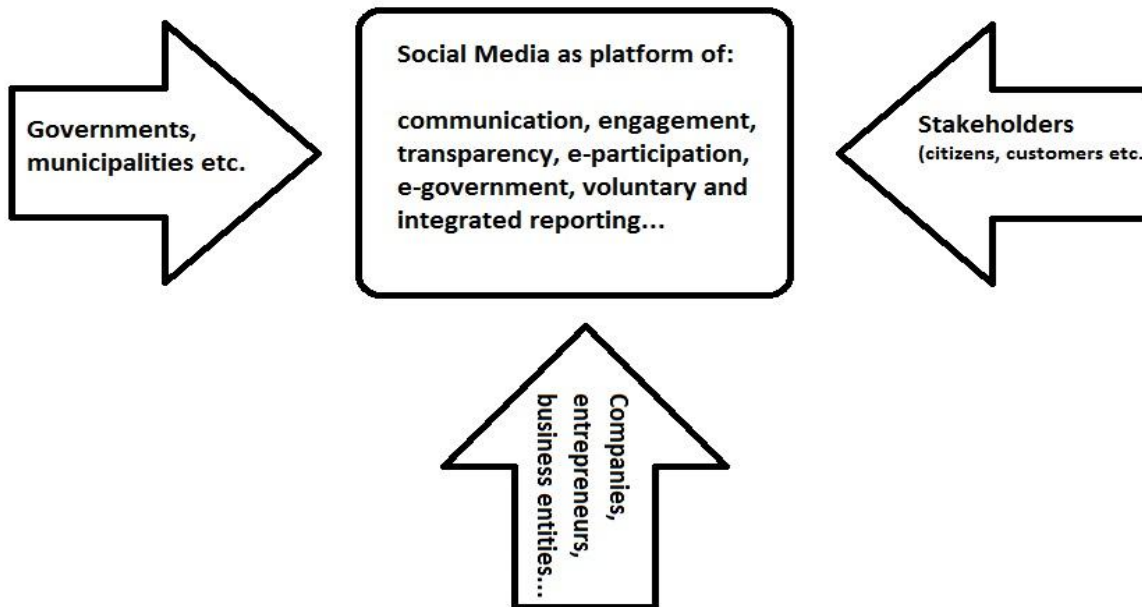 Social Media as platform of:
communication, engagement,
transparency, e-participation,
e-government, voluntary and
integrated reporting...
Governments,
municipalities etc.
Stakeholders
(citizens, customers etc.
Companies,
entrepreneurs,
business entities...